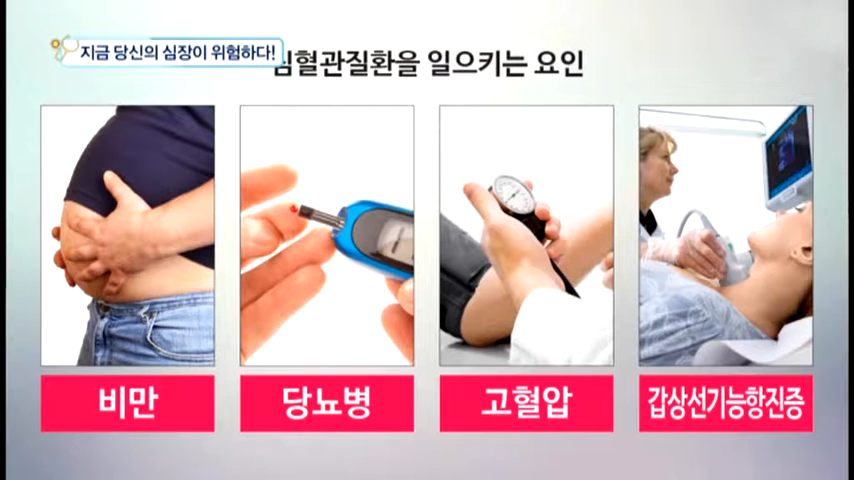 지금 당신의 심장이 위험하다!
심혈관질환을 일으키는 요인
비만
당뇨병
고혈압
갑상선기능항진증